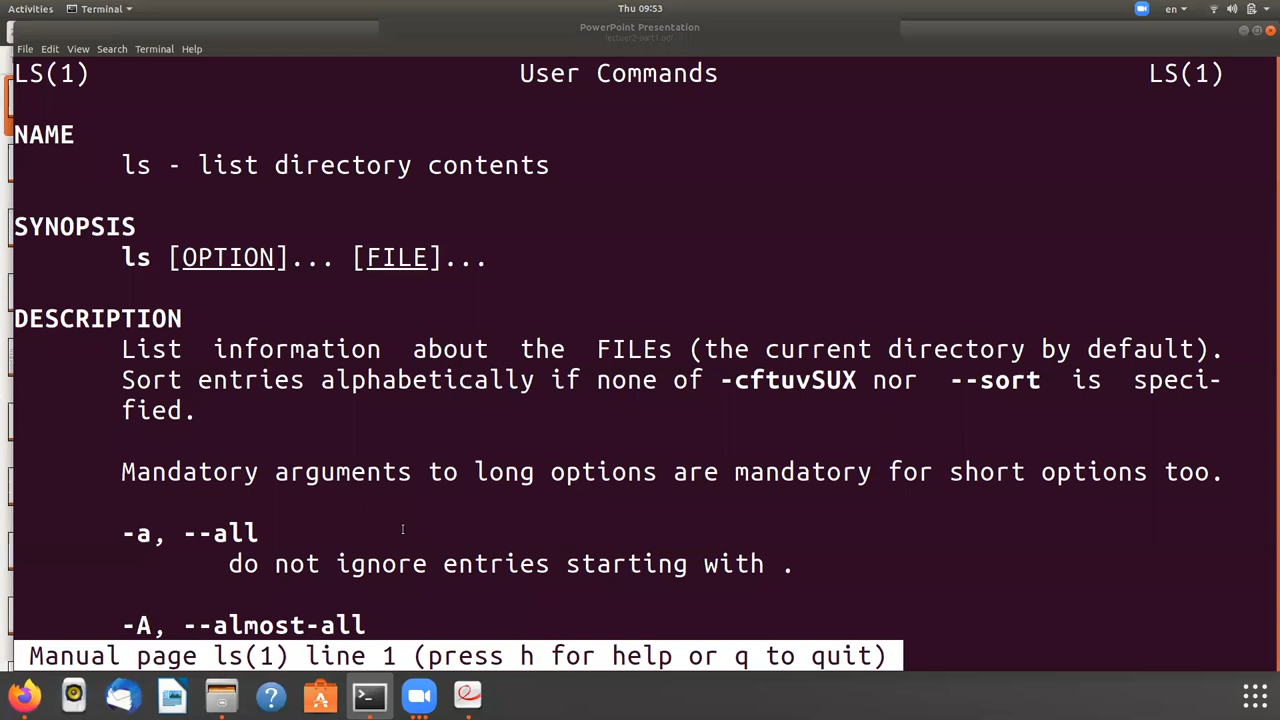 Activities Terminal Thu 09:53 en
PowerPoint Presentation
File Edit View Search Terminal Help
LS(1) User Commands LS(1)
NAME
ls - list directory contents
SYNOPSIS
ls [OPTION]... [FILE]...
DESCRIPTION
List information about the FILEs (the current directory by default).
Sort entries alphabetically if none of -cftuvSUX nor --sort is speci-
fied.
Mandatory arguments to long options are mandatory for short options too.
-a, --all
do not ignore entries starting with .
-A, --almost-all
Manual page ls(1) line 1 (press h for help or q to quit)